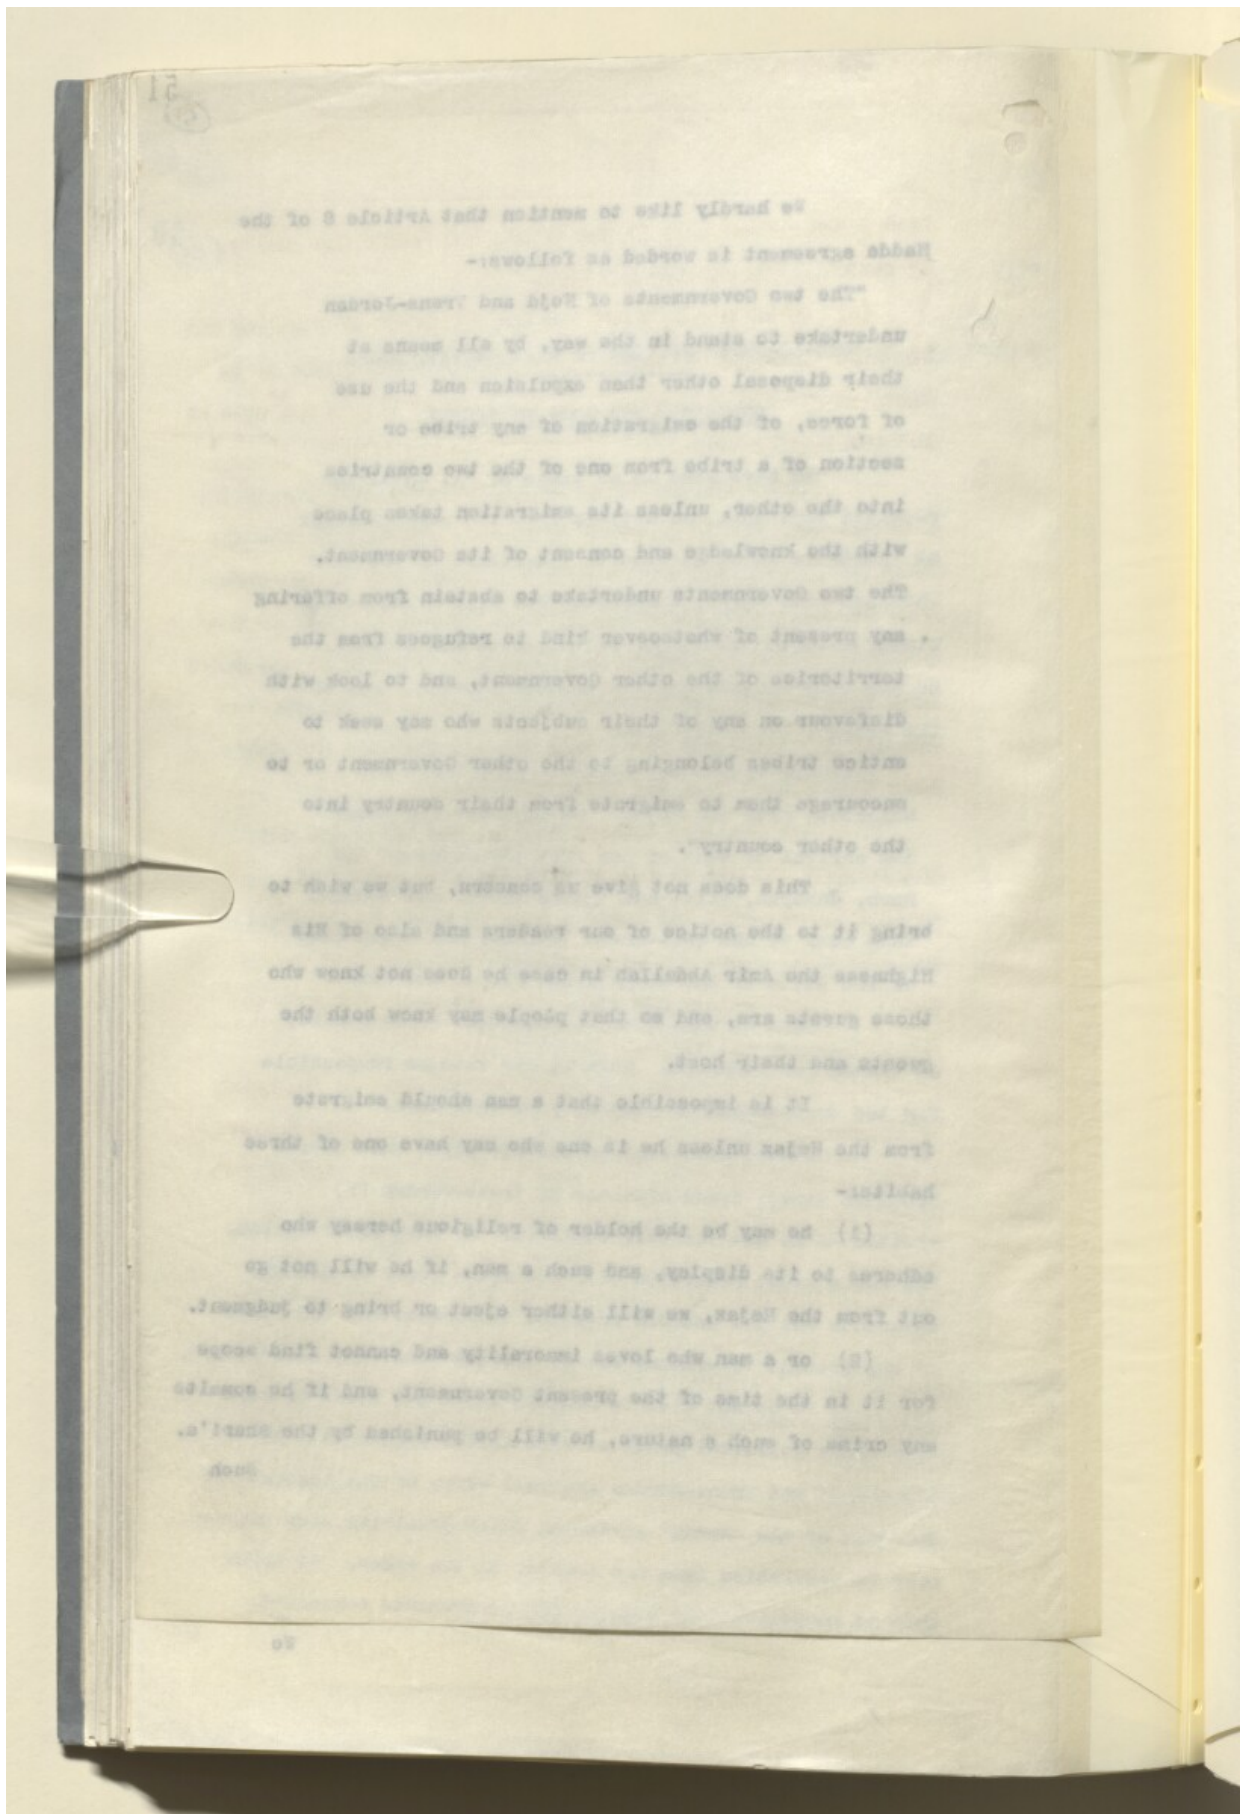 51
We hardly like to mention that Article 8 of the
Hadda agreement is worded as follows:-
"The two Governments of Nejd and Trans-Jordan
undertake to stand in the way, by all means at
their disposal other than expulsion and the use
of force, of the emigration of any tribe or
section of a tribe from one of the two countries
into the other, unless its emigration takes place
with the knowledge and consent of its Government.
The two Governments undertake to abstain from offering
any present of whatsoever kind to refugees from the
territories of the other Government, and to look with
disfavour on any of their subjects who may seek to
entice tribes belonging to the other Government or to
encourage them to emigrate from their country into
the other country".
This does not give us concern, but we wish to
bring it to the notice of our readers and also of His
Highness the Amir Abdullah in case he does not know who
those guests are, and so that people may know both the
guests and their host.
It is impossible that a man should emigrate
from the Hejaz unless he is one who may have one of three
habits:-
(1) he may be the holder of religious heresy who
adheres to its display, and such a man, if he will not go
out from the Hejaz, we will either eject or bring to judgment.
(2) or a man who loves immorality and cannot find scope
for it in the time of the present Government, and if he commits
any crime of such a nature, he will be punished by the Shari'a.
Such
We